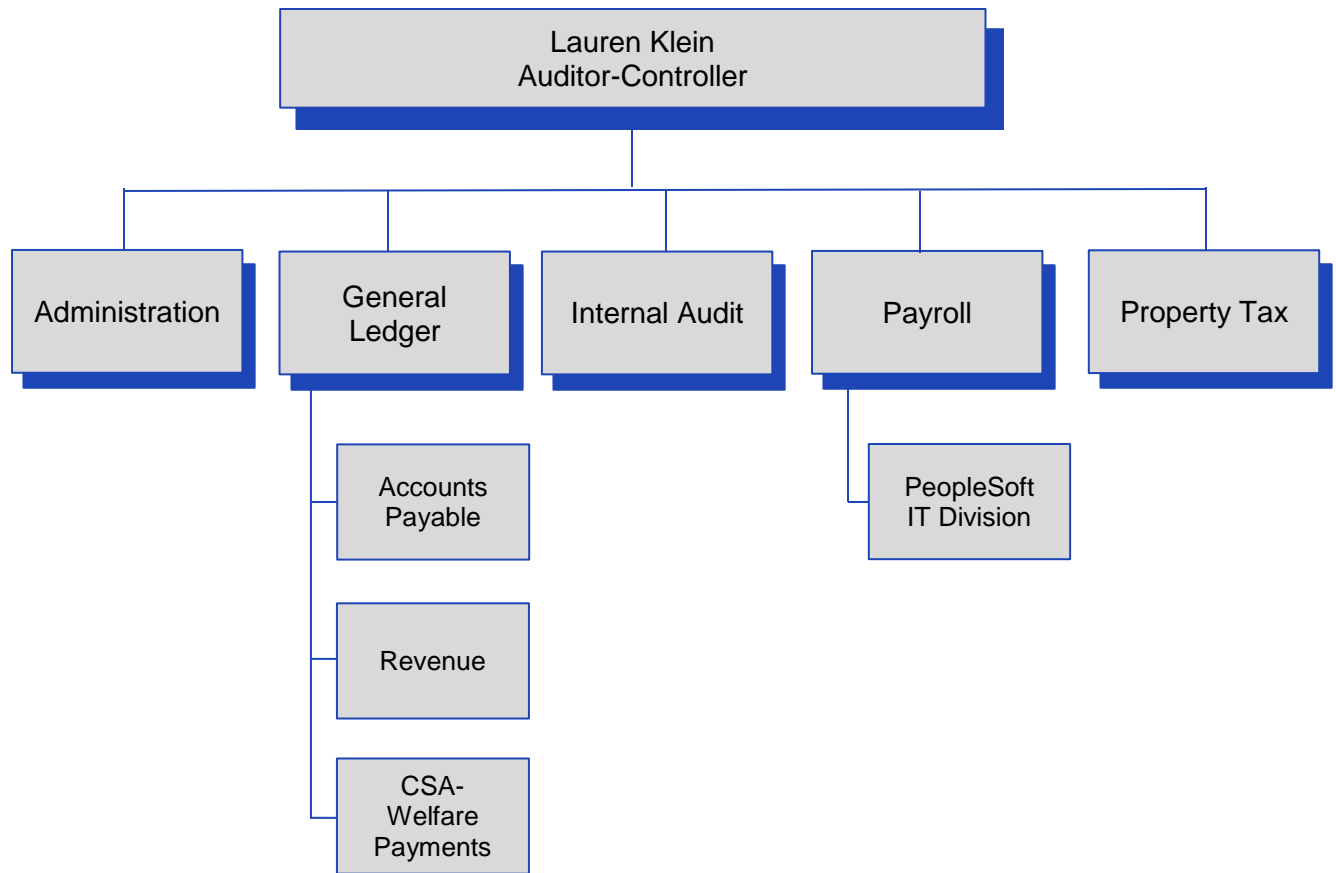 Lauren Klein
Auditor-Controller
Administration
General
Ledger
Internal Audit
Payroll
Property Tax
Accounts
Payable
PeopleSoft
IT Division
Revenue
CSA-
Welfare
Payments